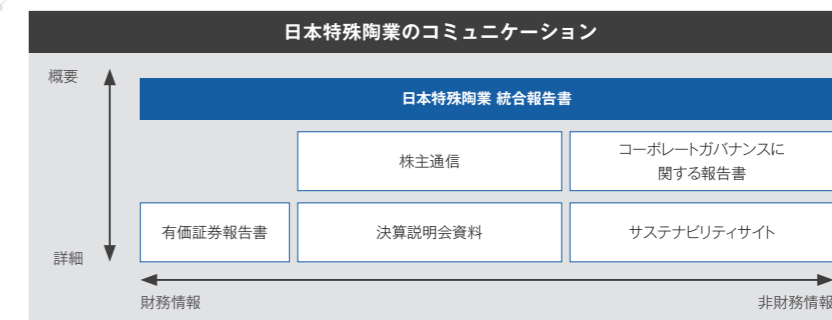 日本特殊陶業のコミュニケーション
概要
日本特殊陶業 統合報告書
株主通信
コーポレートガバナンスに
関する報告書
有価証券報告書
決算説明会資料
サステナビリティサイト
詳細
財務情報
非財務情報